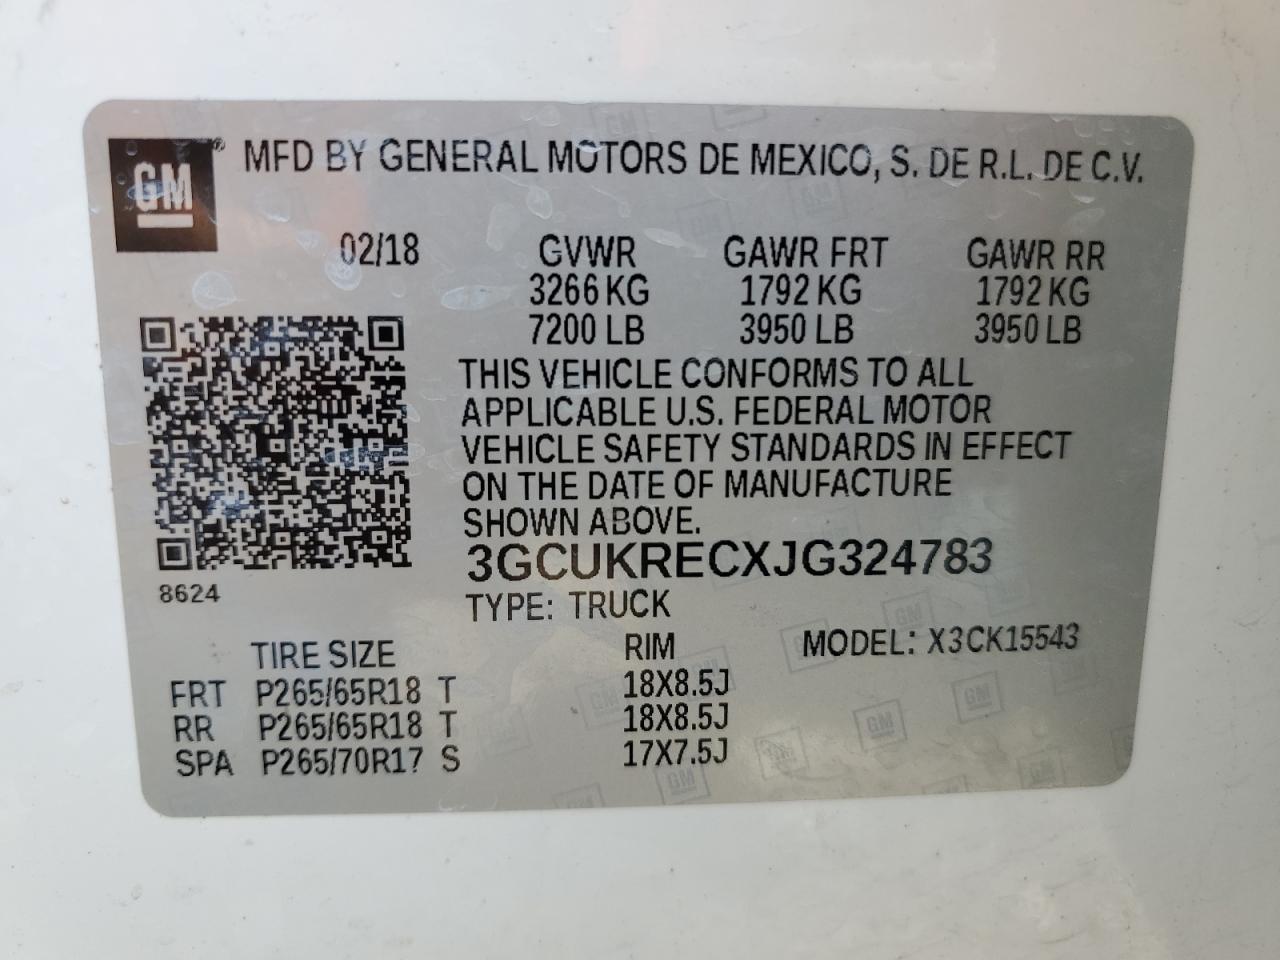 GM MFD BY GENERAL MOTORS DE MEXICO, S. DE R.L. DE C.V.
02/18 GVWR GAWR FRT GAWR RR
3266 KG 1792 KG 1792 KG
7200 LB 3950 LB 3950 LB
THIS VEHICLE CONFORMS TO ALL
APPLICABLE U.S. FEDERAL MOTOR
VEHICLE SAFETY STANDARDS IN EFFECT
ON THE DATE OF MANUFACTURE
SHOWN ABOVE.
3GCUKRECXJG324783
8624
TYPE: TRUCK
TIRE SIZE RIM MODEL: X3CK15543
FRT P265/65R18 T 18X8.5J
RR P265/65R18 T 18X8.5J
SPA P265/70R17 S 17X7.5J